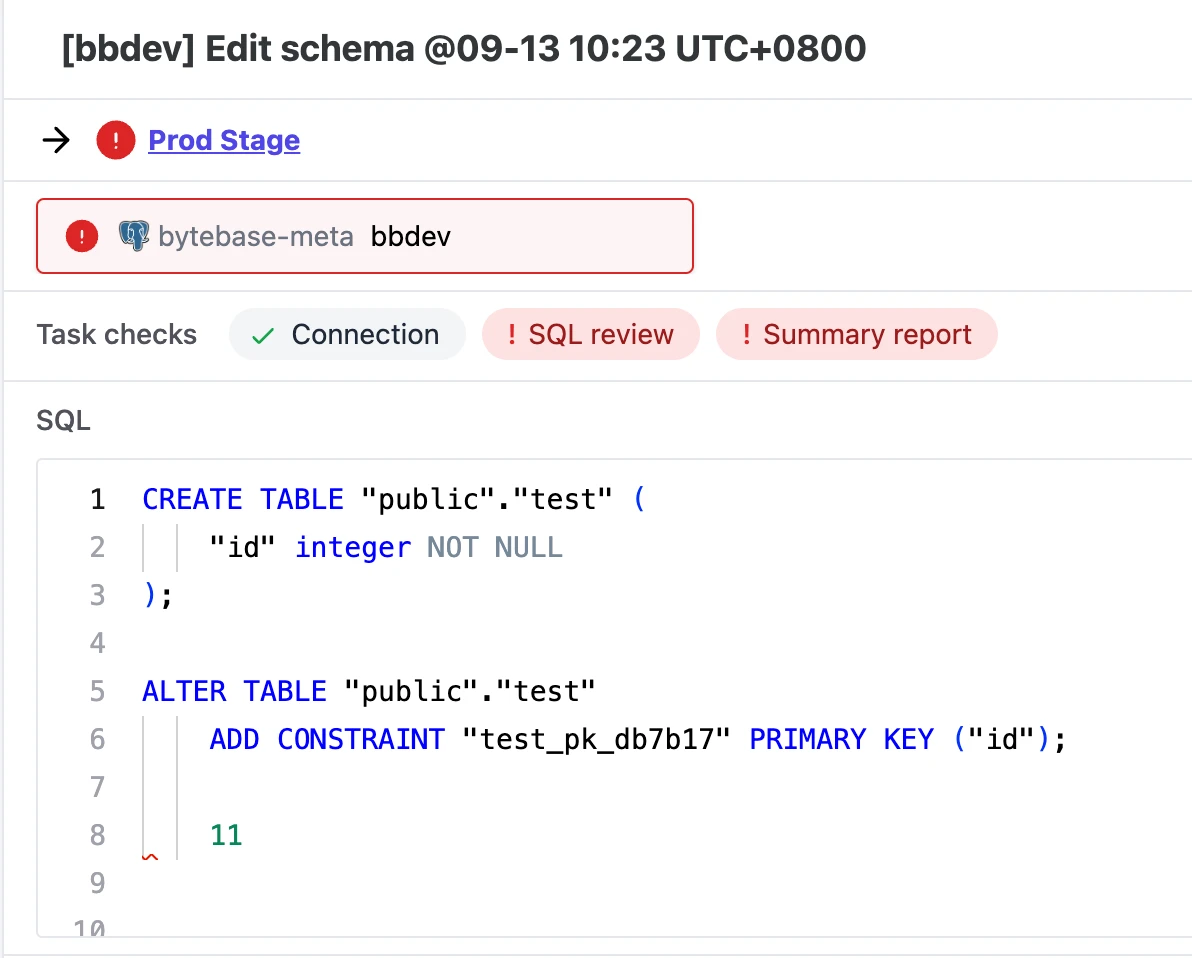 [bbdev] Edit schema @09-13 10:23 UTC+0800
Prod Stage
bytebase-meta bbdev
Task checks Connection ! SQL review ! Summary report
SQL
1 CREATE TABLE "public"."test" (
2 "id" integer NOT NULL
3 );
4
5 ALTER TABLE "public"."test"
6 ADD CONSTRAINT "test_pk_db7b17" PRIMARY KEY ("id");
7
8 11
9
10